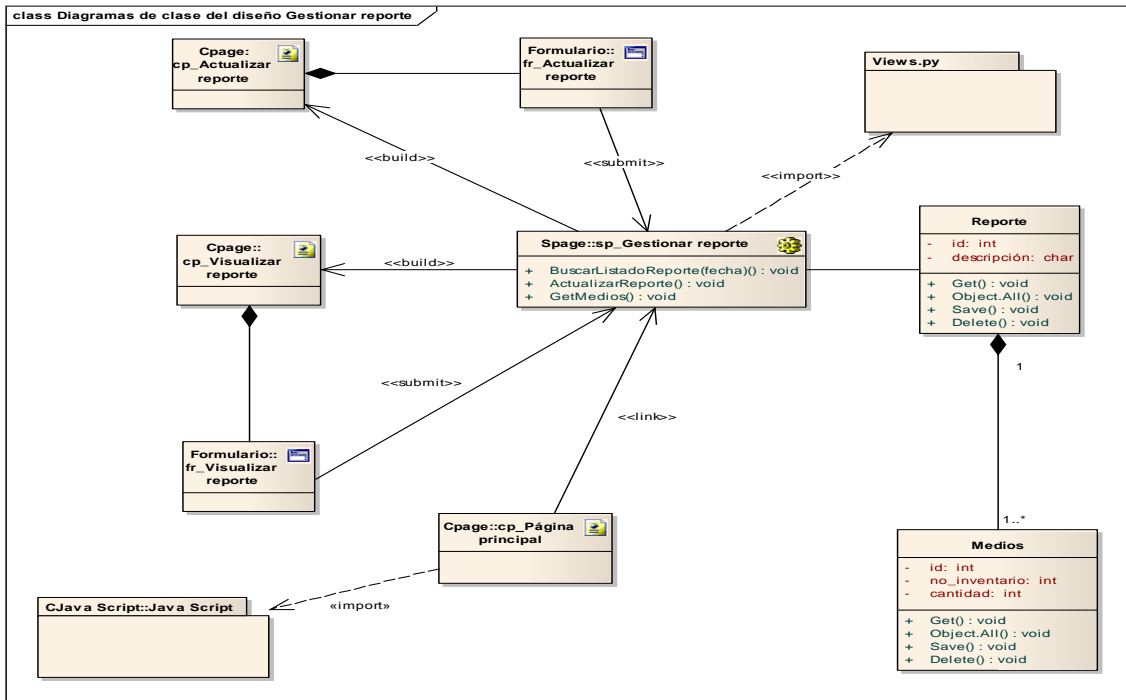 class Diagramas de clase del diseño Gestionar reporte
Cpage:
cp_Actualizar
reporte
Formulario::
fr_Actualizar
reporte
Views.py
<<build>>
<<submit>>
<<import>>
Cpage::
cp_Visualizar
reporte
<<build>>
Spage::sp_Gestionar reporte
+ BuscarListadoReporte(fecha)() : void
+ ActualizarReporte() : void
+ GetMedios() : void
Reporte
- id: int
- descripción: char
+ Get() : void
+ Object.All() : void
+ Save() : void
+ Delete() : void
1
<<submit>>
<<link>>
Formulario::
fr_Visualizar
reporte
Cpage::cp_Página
principal
1..*
Medios
- id: int
- no_inventario: int
- cantidad: int
+ Get() : void
+ Object.All() : void
+ Save() : void
+ Delete() : void
«import»
CJava Script::Java Script